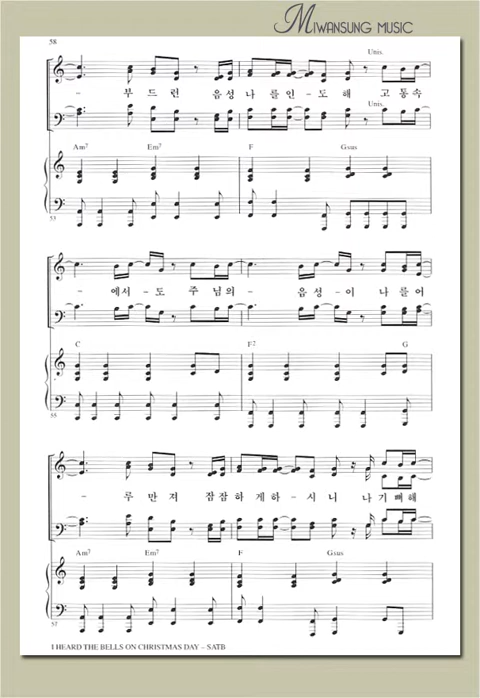 MIWANSUNG MUSIC
58
Unis.
- 부 드 런 음 성 나 를 인 - 도 해 고 통 속
Unis.
Am7 Em7 F Gsus
53
- 에서 - 도 주 님 의 - 음 성 - 이 나 를 어
C F7 G
55
- 루 만 져 잠 잠 하 게 하 - 시 니 나 기 뻐 해
Am7 Em7 F Gsus
57
I HEARD THE BELLS ON CHRISTMAS DAY – SATB